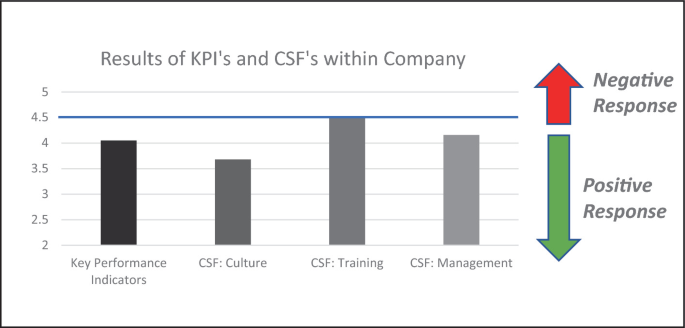 Results of KPI's and CSF's within Company
5
4.5
4
3.5
3
2.5
2
Key Performance
Indicators
CSF: Culture
CSF: Training
CSF: Management
Negative
Response
Positive
Response